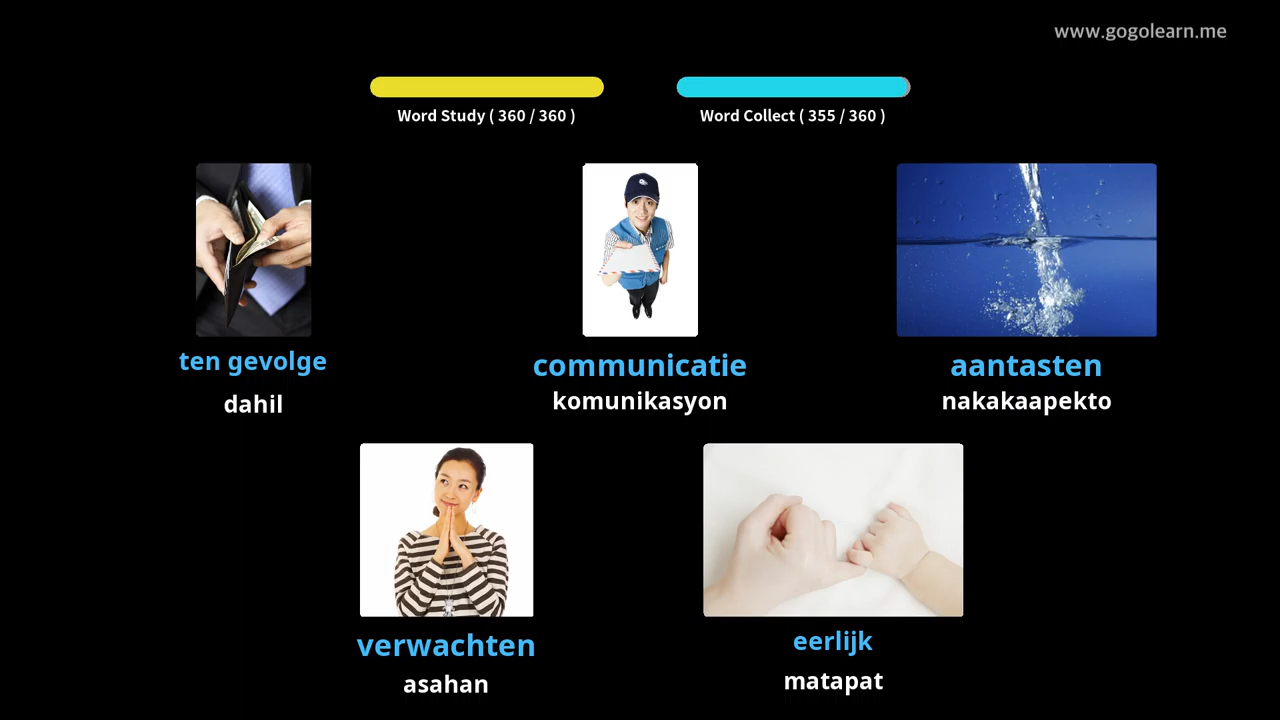 www.gogolearn.me
Word Study ( 360 / 360 )
Word Collect ( 355 / 360 )
ten gevolge
dahil
communicatie
komunikasyon
aantasten
nakakaapekto
verwachten
asahan
eerlijk
matapat